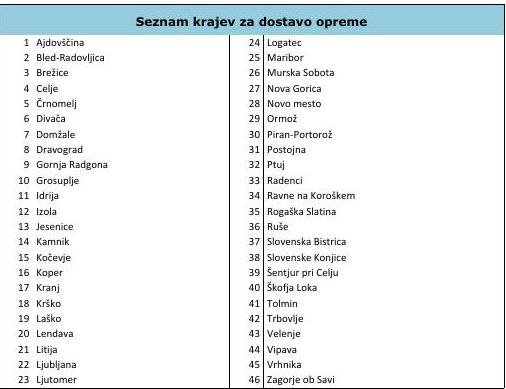 Seznam krajev za dostavo opreme
1 Ajdovščina
2 Bled-Radovljica
3 Brežice
4 Celje
5 Črnomelj
6 Divača
7 Domžale
8 Dravograd
9 Gornja Radgona
10 Grosuplje
11 Idrija
12 Izola
13 Jesenice
14 Kamnik
15 Kočevje
16 Koper
17 Kranj
18 Krško
19 Laško
20 Lendava
21 Litija
22 Ljubljana
23 Ljutomer
24 Logatec
25 Maribor
26 Murska Sobota
27 Nova Gorica
28 Novo mesto
29 Ormož
30 Piran-Portorož
31 Postojna
32 Ptuj
33 Radenci
34 Ravne na Koroškem
35 Rogaška Slatina
36 Ruše
37 Slovenska Bistrica
38 Slovenske Konjice
39 Šentjur pri Celju
40 Škofja Loka
41 Tolmin
42 Trbovlje
43 Velenje
44 Vipava
45 Vrhnika
46 Zagorje ob Savi